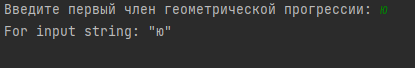 Введите первый член геометрической прогрессии: ю
For input string: "ю"